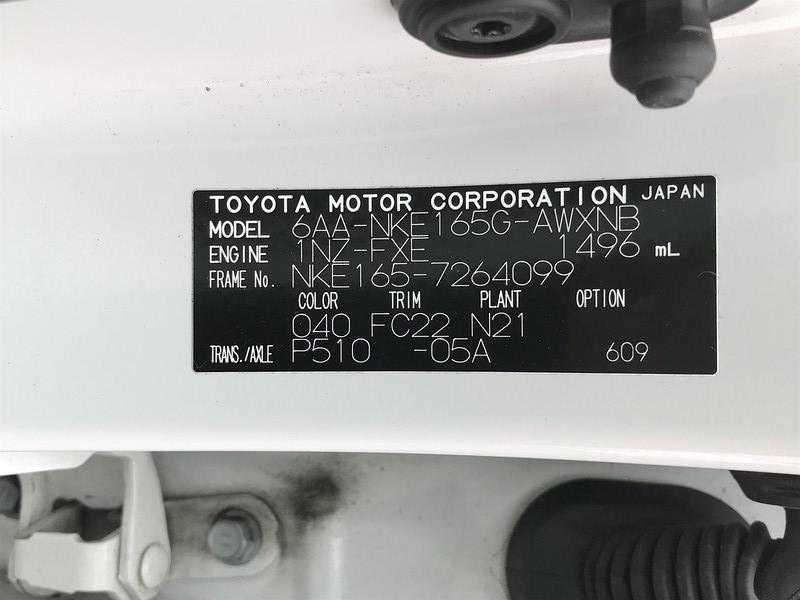 TOYOTA MOTOR CORPORATION JAPAN
MODEL 6AA-NKE165G-AWXNB
ENGINE 1NZ-FXE 1496 mL
FRAME No. NKE165-7264099
COLOR TRIM PLANT OPTION
040 FC22 N21
TRANS./AXLE P510 -05A 609